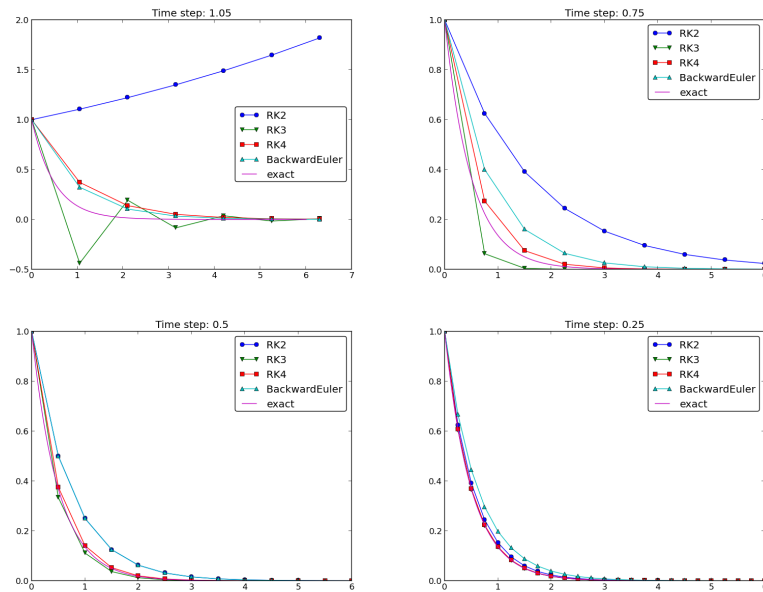 Time step: 1.05
2.0
1.5
1.0
0.5
0.0
−0.5
0 1 2 3 4 5 6 7
RK2
RK3
RK4
BackwardEuler
exact
Time step: 0.75
1.0
0.8
0.6
0.4
0.2
0.0
0 1 2 3 4 5
RK2
RK3
RK4
BackwardEuler
exact
Time step: 0.5
1.0
0.8
0.6
0.4
0.2
0.0
0 1 2 3 4 5 6
RK2
RK3
RK4
BackwardEuler
exact
Time step: 0.25
1.0
0.8
0.6
0.4
0.2
0.0
0 1 2 3 4 5
RK2
RK3
RK4
BackwardEuler
exact